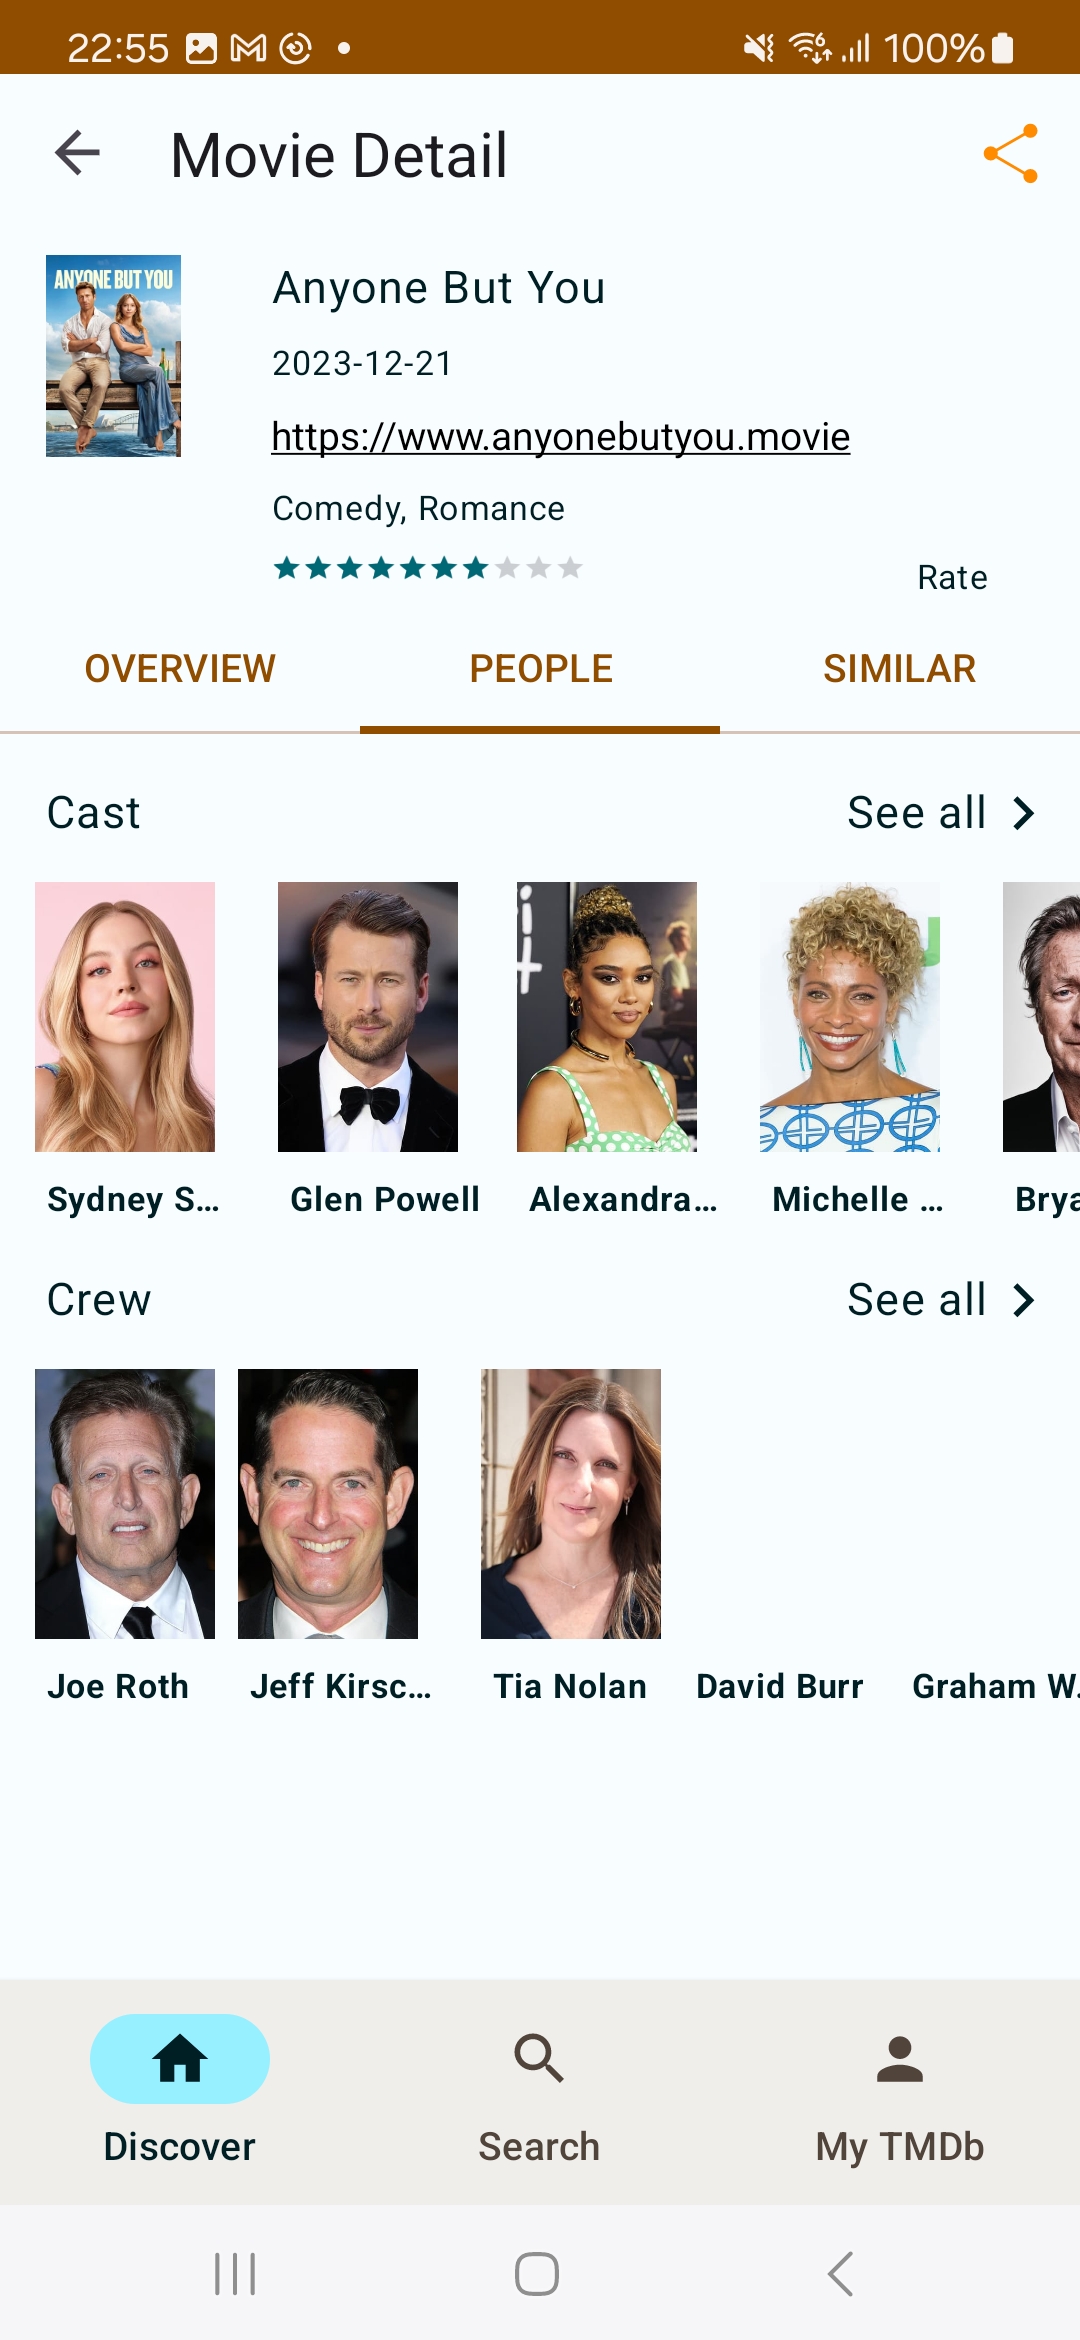 22:55 100%
Movie Detail
ANYONE BUT YOU
Anyone But You
2023-12-21
https://www.anyonebutyou.movie
Comedy, Romance
Rate
OVERVIEW PEOPLE SIMILAR
Cast See all
Sydney S... Glen Powell Alexandra... Michelle ... Brya
Crew See all
Joe Roth Jeff Kirsc... Tia Nolan David Burr Graham W.
Discover Search My TMDb